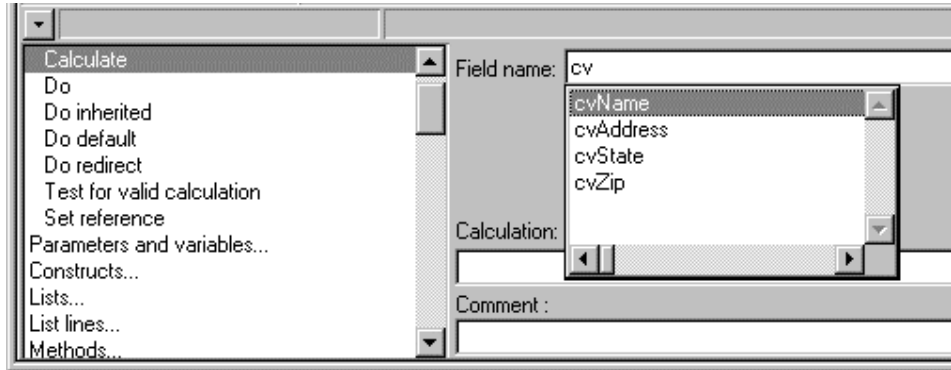 Calculate
Do
Do inherited
Do default
Do redirect
Test for valid calculation
Set reference
Parameters and variables...
Constructs...
Lists...
List lines...
Methods...
Field name: cv
cvName
cvAddress
cvState
cvZip
Calculation:
Comment :